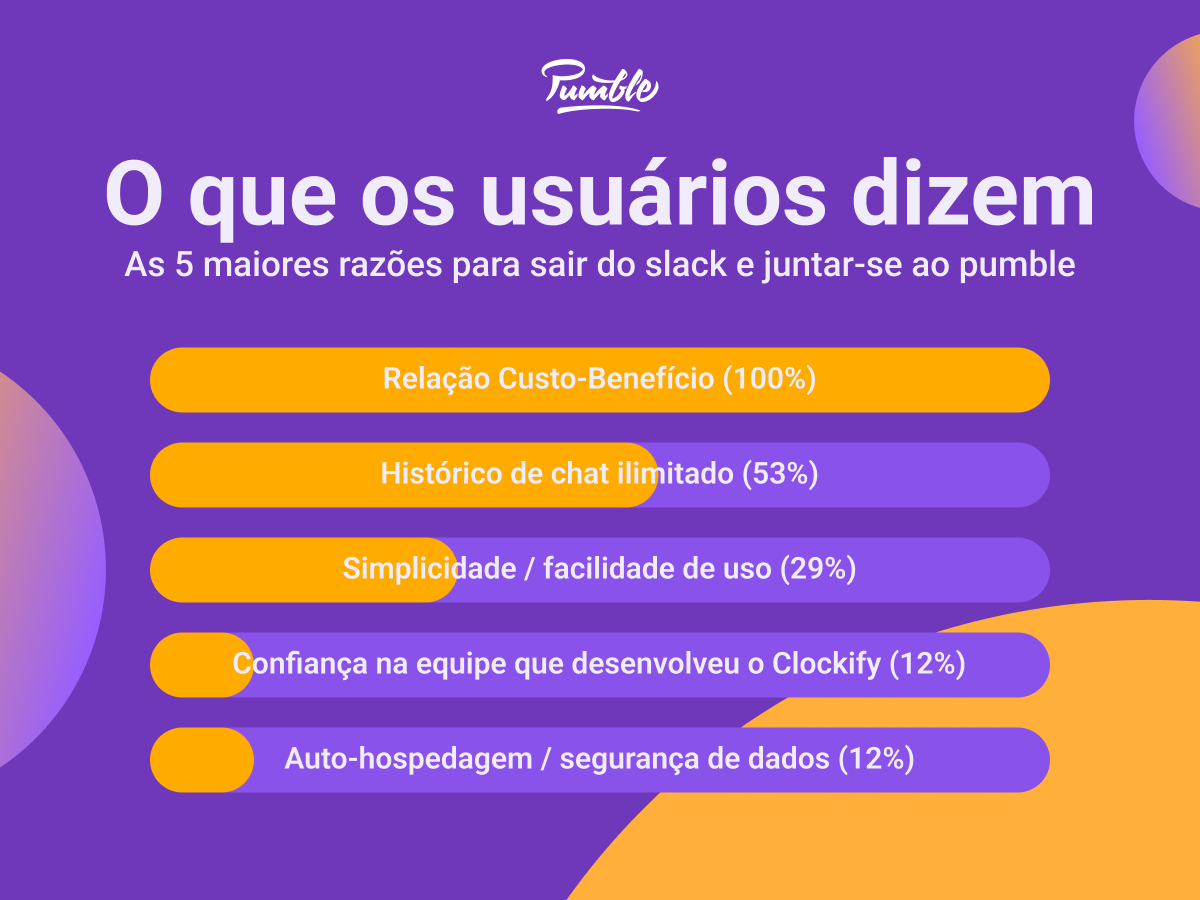 Pumble
O que os usuários dizem
As 5 maiores razões para sair do slack e juntar-se ao pumble
Relação Custo-Benefício (100%)
Histórico de chat ilimitado (53%)
Simplicidade / facilidade de uso (29%)
Confiança na equipe que desenvolveu o Clockify (12%)
Auto-hospedagem / segurança de dados (12%)